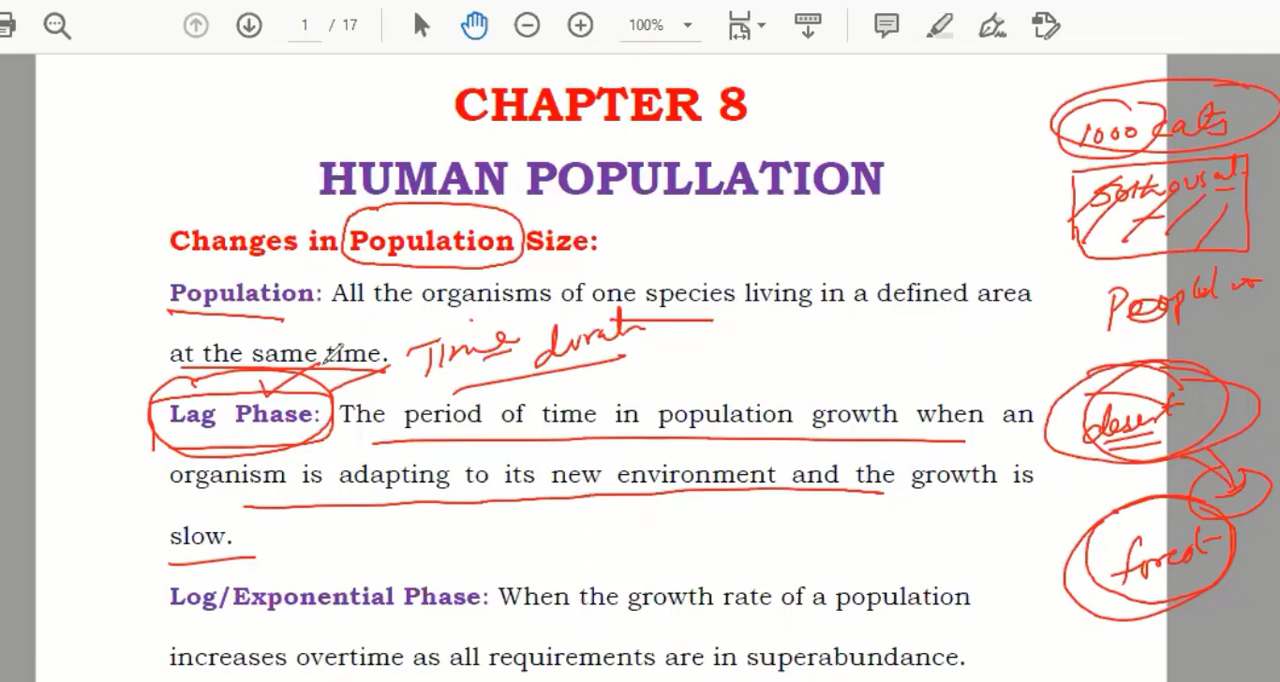 1 / 17
100%
CHAPTER 8
HUMAN POPULLATION
Changes in Population Size:
Population: All the organisms of one species living in a defined area
at the same time.
Time durat
Lag Phase: The period of time in population growth when an
organism is adapting to its new environment and the growth is
slow.
Log/Exponential Phase: When the growth rate of a population
increases overtime as all requirements are in superabundance.
1000 cats
desert
forest